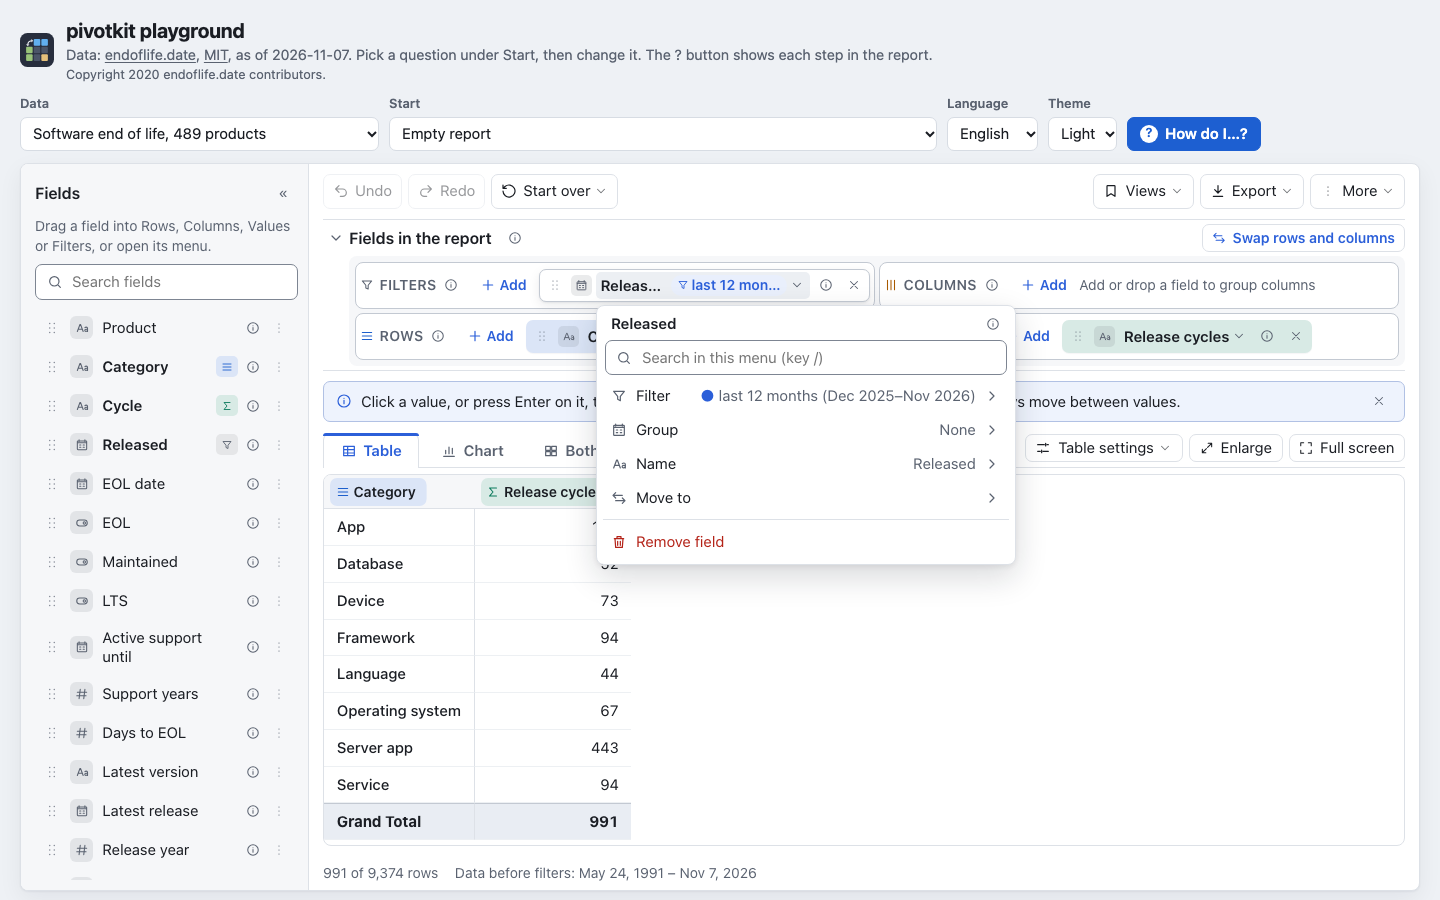 pivotkit playground
Data: endoflife.date, MIT, as of 2026-11-07. Pick a question under Start, then change it. The ? button shows each step in the report.
Copyright 2020 endoflife.date contributors.
Data
Start
Language
Theme
Software end of life, 489 products
Empty report
English
Light
? How do I...?
Fields
«
Drag a field into Rows, Columns, Values
or Filters, or open its menu.
Search fields
Aa Product
Aa Category
Aa Cycle Σ
Released
EOL date
EOL
Maintained
LTS
Active support
until
# Support years
# Days to EOL
Aa Latest version
Latest release
# Release year
Undo
Redo
Start over
Views
Export
More
Fields in the report
Swap rows and columns
FILTERS
+ Add
Releas...
last 12 mon...
COLUMNS
+ Add
Add or drop a field to group columns
ROWS
+ Add
Aa
Add
Aa Release cycles
Click a value, or press Enter on it,
move between values.
Table
Chart
Both
Table settings
Enlarge
Full screen
Released
Search in this menu (key /)
Filter
last 12 months (Dec 2025–Nov 2026)
Group
None
Aa Name
Released
Move to
Remove field
Category
Σ Release cycle
App
Database
Device 73
Framework 94
Language 44
Operating system 67
Server app 443
Service 94
Grand Total 991
991 of 9,374 rows
Data before filters: May 24, 1991 – Nov 7, 2026